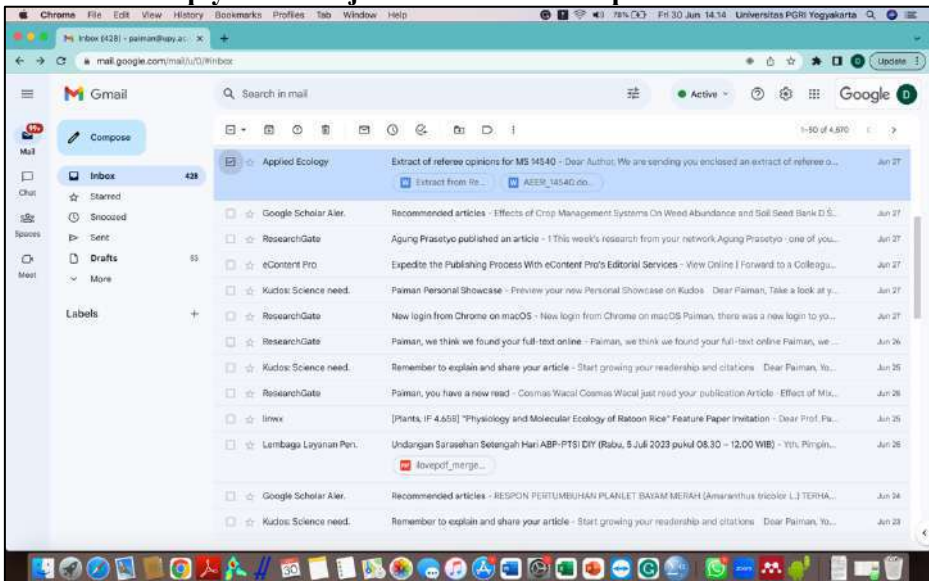 Chrome File Edit View History Bookmarks Profiles Tab Window Help 78% Fri 30 Jun 14.14 Universitas PGRI Yogyakarta
Inbox (428) - paiman@upy.ac.
mail.google.com/mail/u/0/#inbox Update
Gmail Search in mail Active Google D
99+ Compose 1–50 of 4,670
Mail
Inbox 428
Chat
Starred
Snoozed
Spaces
Sent
Drafts
Meet
More
Labels +
Applied Ecology Extract of referee opinions for MS 14540 - Dear Author, We are sending you enclosed an extract of referee o... Jun 27
Extract from Re... AEER_14540.do...
Google Scholar Aler. Recommended articles - Effects of Crop Management Systems On Weed Abundance and Soil Seed Bank D.S... Jun 27
ResearchGate Agung Prasetyo published an article - 1 This week's research from your network Agung Prasetyo - one of you... Jun 27
eContent Pro Expedite the Publishing Process With eContent Pro's Editorial Services - View Online | Forward to a Colleagu... Jun 27
Kudos: Science need. Paiman Personal Showcase - Preview your new Personal Showcase on Kudos Dear Paiman, Take a look at y... Jun 27
ResearchGate New login from Chrome on macOS - New login from Chrome on macOS Paiman, there was a new login to yo... Jun 27
ResearchGate Paiman, we think we found your full-text online - Paiman, we think we found your full-text online Paiman, we ... Jun 26
Kudos: Science need. Remember to explain and share your article - Start growing your readership and citations Dear Paiman, Yo... Jun 25
ResearchGate Paiman, you have a new read - Cosmas Wacal Cosmas Wacal just read your publication Article · Effect of Mix...
linwx [Plants, IF 4.658] "Physiology and Molecular Ecology of Ratoon Rice" Feature Paper Invitation - Dear Prof. Pa...
Lembaga Layanan Pen. Undangan Sarasehan Setengah Hari ABP-PTSI DIY (Rabu, 5 Juli 2023 pukul 08.30 – 12.00 WIB) - Yth. Pimpin...
PDF ilovepdf_merge...
Google Scholar Aler. Recommended articles - RESPON PERTUMBUHAN PLANLET BAYAM MERAH (Amaranthus tricolor L.) TERHA... Jun 24
Kudos: Science need. Remember to explain and share your article - Start growing your readership and citations Dear Paiman, Yo... Jun 23